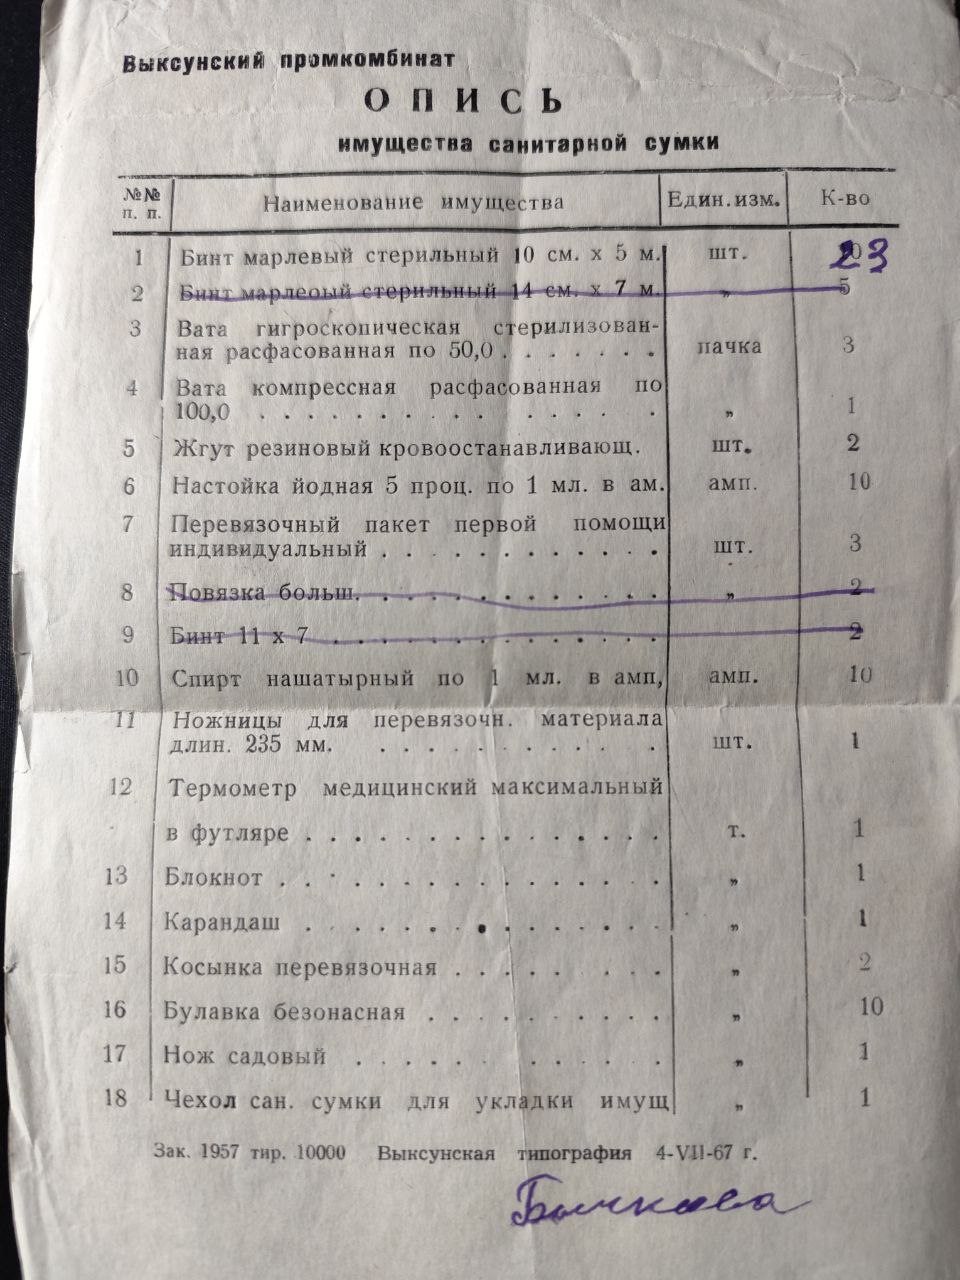 Выксунский промкомбинат
ОПИСЬ
имущества санитарной сумки
№№ п. п. Наименование имущества Един. изм. К-во
1 Бинт марлевый стерильный 10 см. х 5 м. шт. 23
2 Бинт марлевый стерильный 14 см. х 7 м. „ 5
3 Вата гигроскопическая стерилизован-
ная расфасованная по 50,0 . . . . . . . пачка 3
4 Вата компрессная расфасованная по
100,0 . . . . . . . . . . . . . . . „ 1
5 Жгут резиновый кровоостанавливающ. шт. 2
6 Настойка йодная 5 проц. по 1 мл. в ам. амп. 10
7 Перевязочный пакет первой помощи
индивидуальный . . . . . . . . . . . . шт. 3
8 Повязка больш. . . . . . . . . . . . . „ 2
9 Бинт 11 х 7 . . . . . . . . . . . . . . 2
10 Спирт нашатырный по 1 мл. в амп, амп. 10
11 Ножницы для перевязочн. материала
длин. 235 мм. . . . . . . . . . . . шт. 1
12 Термометр медицинский максимальный
в футляре . . . . . . . . . . . . . . . т. 1
13 Блокнот . . . . . . . . . . . . . . . . „ 1
14 Карандаш . . . . . . . . . . . . . . . „ 1
15 Косынка перевязочная . . . . . . . . . „ 2
16 Булавка безонасная . . . . . . . . . . „ 10
17 Нож садовый . . . . . . . . . . . . . „ 1
18 Чехол сан. сумки для укладки имущ „ 1
Зак. 1957 тир. 10000 Выксунская типография 4-VII-67 г.
Бычкова